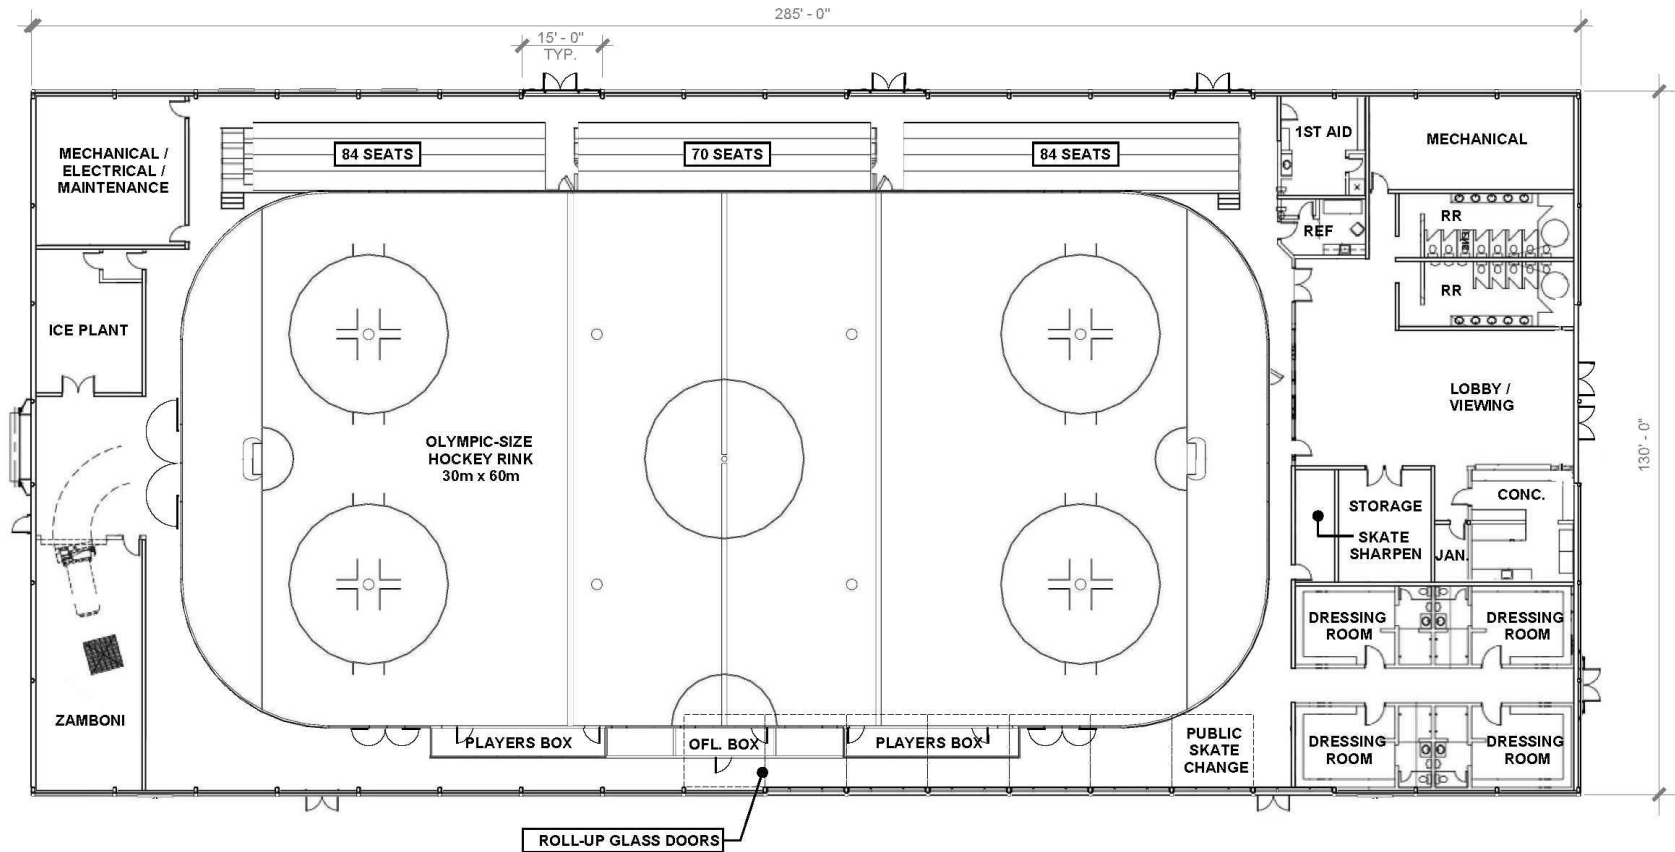 285' - 0"
15' - 0"
TYP.
130' - 0"
MECHANICAL /
ELECTRICAL /
MAINTENANCE
84 SEATS
70 SEATS
84 SEATS
1ST AID
MECHANICAL
RR
REF
RR
ICE PLANT
LOBBY /
VIEWING
OLYMPIC-SIZE
HOCKEY RINK
30m x 60m
STORAGE
CONC.
SKATE
SHARPEN
JAN.
DRESSING
ROOM
DRESSING
ROOM
ZAMBONI
PLAYERS BOX
OFL. BOX
PLAYERS BOX
PUBLIC
SKATE
CHANGE
DRESSING
ROOM
DRESSING
ROOM
ROLL-UP GLASS DOORS